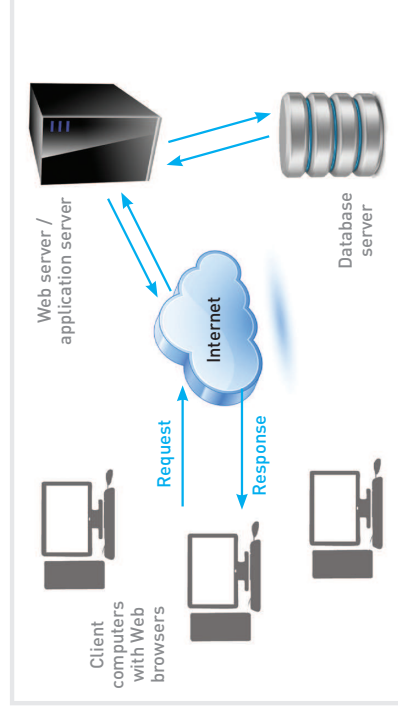 Client
computers
with Web
browsers
Request
Response
Internet
Web server /
application server
Database
server